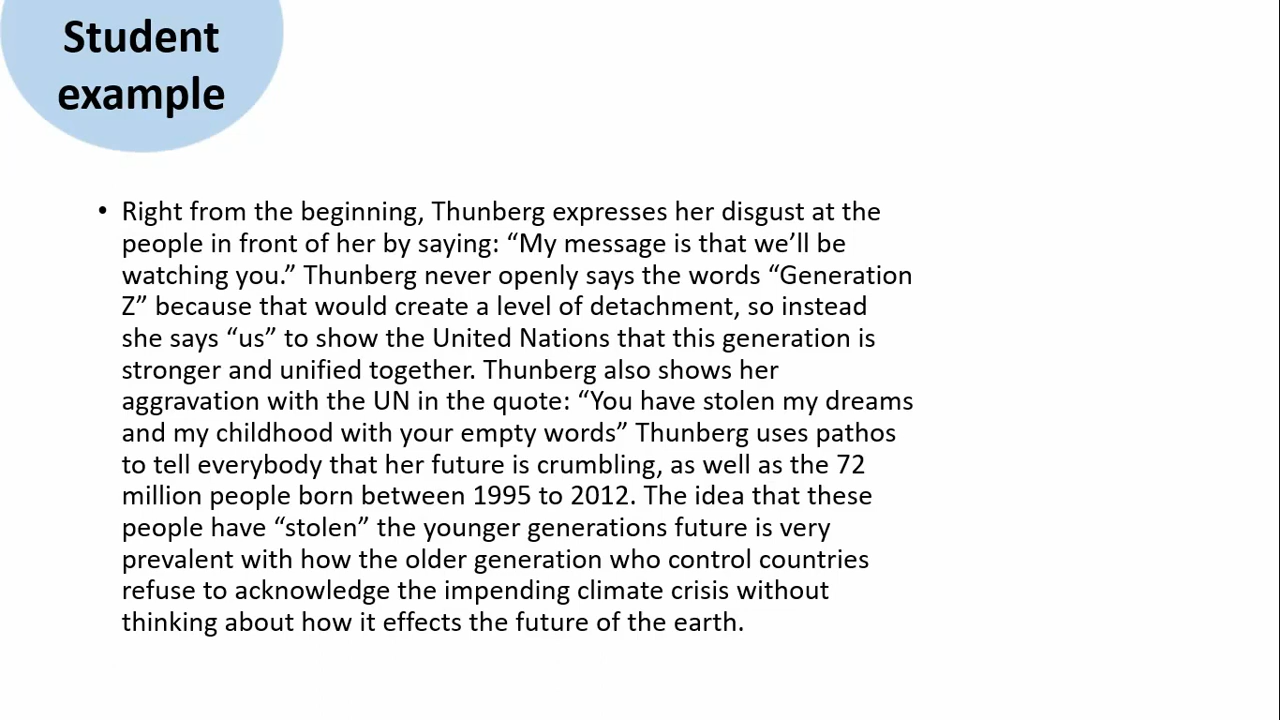 Student
example
• Right from the beginning, Thunberg expresses her disgust at the
people in front of her by saying: “My message is that we’ll be
watching you.” Thunberg never openly says the words “Generation
Z” because that would create a level of detachment, so instead
she says “us” to show the United Nations that this generation is
stronger and unified together. Thunberg also shows her
aggravation with the UN in the quote: “You have stolen my dreams
and my childhood with your empty words” Thunberg uses pathos
to tell everybody that her future is crumbling, as well as the 72
million people born between 1995 to 2012. The idea that these
people have “stolen” the younger generations future is very
prevalent with how the older generation who control countries
refuse to acknowledge the impending climate crisis without
thinking about how it effects the future of the earth.